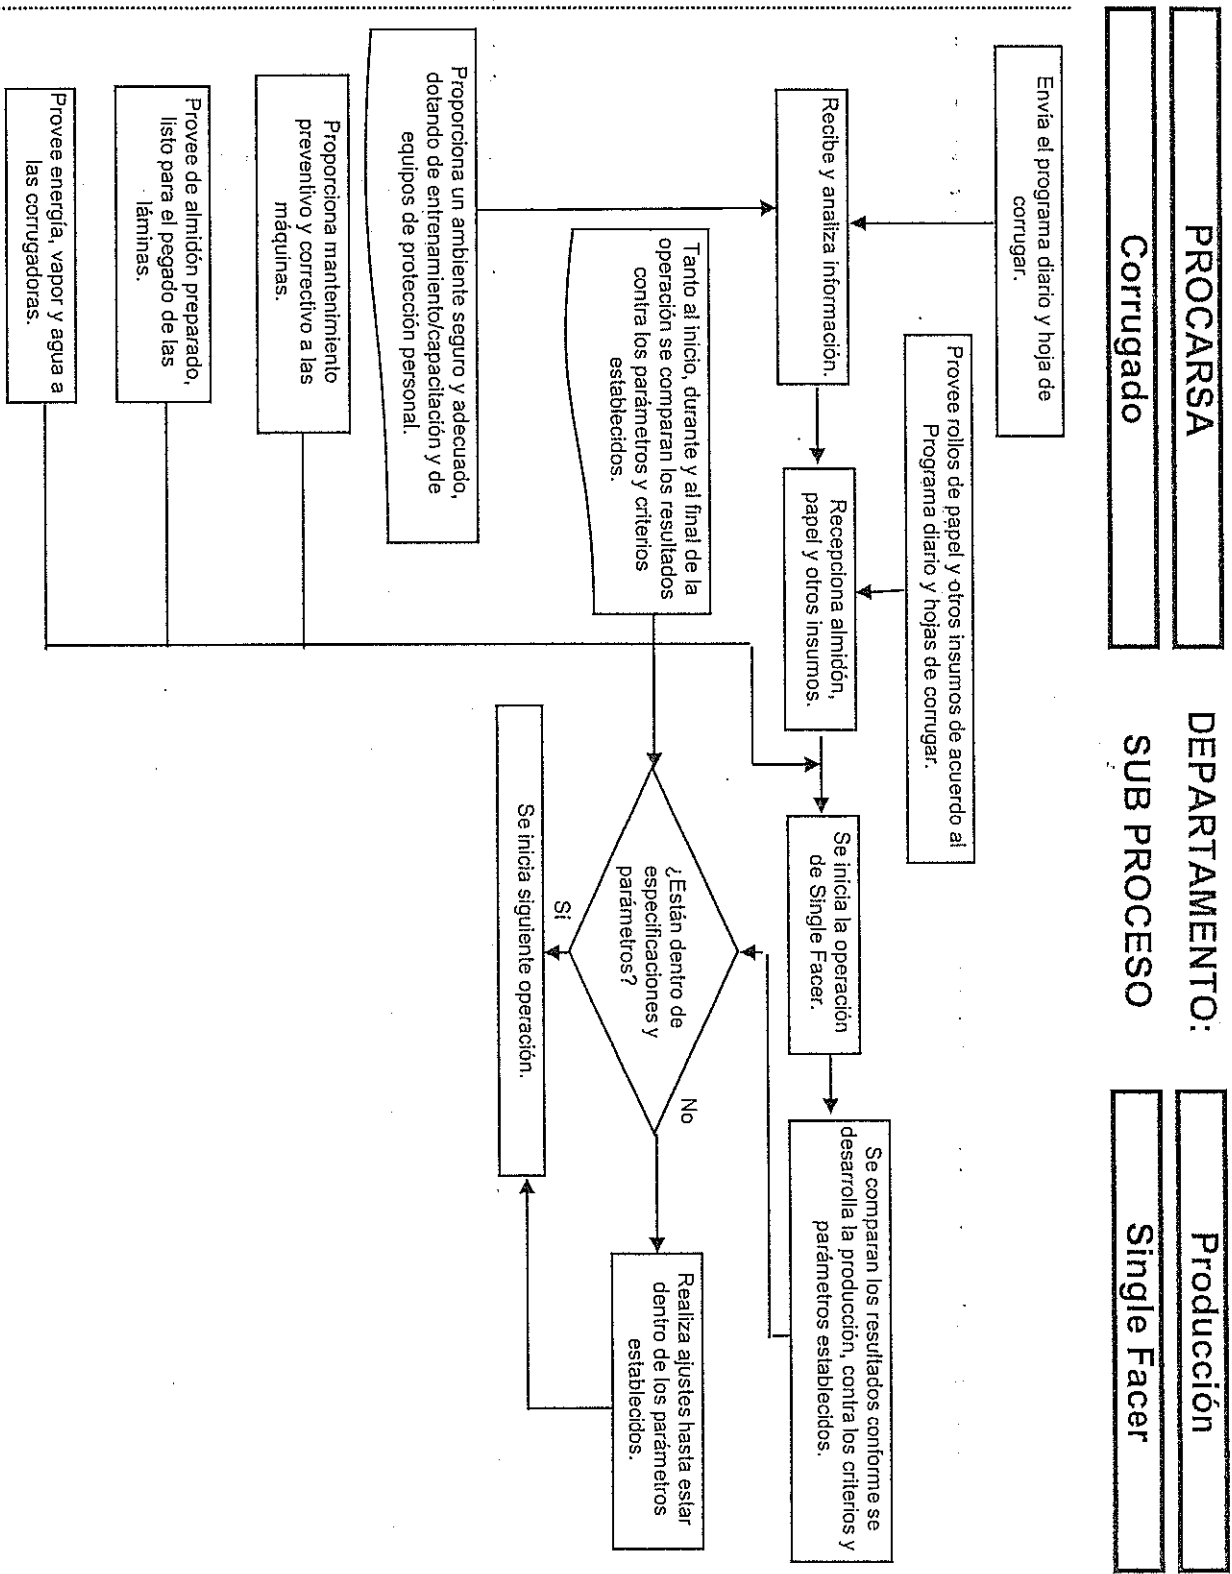 PROCARSA
DEPARTAMENTO:
Producción
Corrugado
SUB PROCESO
Single Facer
Envía el programa diario y hoja de
corrugar.
Provee rollos de papel y otros insumos de acuerdo al
Programa diario y hojas de corrugar.
Recibe y analiza información.
Recepciona almidón,
papel y otros insumos.
Se inicia la operación
de Single Facer.
Se comparan los resultados conforme se
desarrolla la producción, contra los criterios y
parámetros establecidos.
Tanto al inicio, durante y al final de la
operación se comparan los resultados
contra los parámetros y criterios
establecidos.
¿Están dentro de
especificaciones y
parámetros?
No
Si
Realiza ajustes hasta estar
dentro de los parámetros
establecidos.
Se inicia siguiente operación.
Proporciona un ambiente seguro y adecuado,
dotando de entrenamiento/capacitación y de
equipos de protección personal.
Proporciona mantenimiento
preventivo y correctivo a las
máquinas.
Provee de almidón preparado,
listo para el pegado de las
láminas.
Provee energía, vapor y agua a
las corrugadoras.